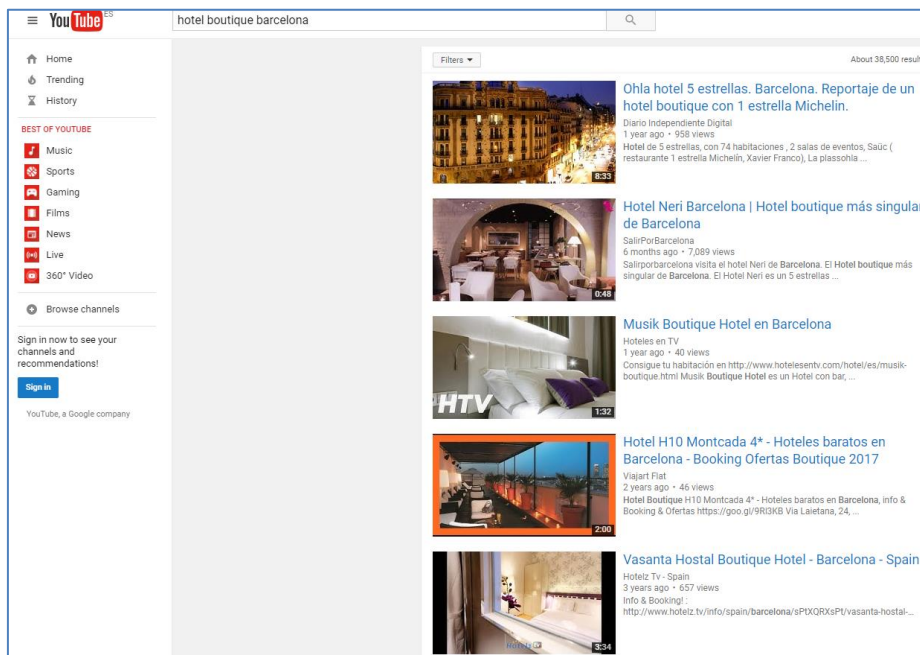 YouTube ES
hotel boutique barcelona
Home
Trending
History
BEST OF YOUTUBE
Music
Sports
Gaming
Films
News
Live
360° Video
Browse channels
Sign in now to see your
channels and
recommendations!
Sign in
YouTube, a Google company
Filters
About 38,500 result
8:33
Ohla hotel 5 estrellas. Barcelona. Reportaje de un
hotel boutique con 1 estrella Michelin.
Diario Independiente Digital
1 year ago • 958 views
Hotel de 5 estrellas, con 74 habitaciones , 2 salas de eventos, Saüc (
restaurante 1 estrella Michelín, Xavier Franco), La plassohla ...
0:48
Hotel Neri Barcelona | Hotel boutique más singular
de Barcelona
SalirPorBarcelona
6 months ago • 7,089 views
Salirporbarcelona visita el hotel Neri de Barcelona. El Hotel boutique más
singular de Barcelona. El Hotel Neri es un 5 estrellas ...
HTV
1:32
Musik Boutique Hotel en Barcelona
Hoteles en TV
1 year ago • 40 views
Consigue tu habitación en http://www.hotelesentv.com/hotel/es/musik-
boutique.html Musik Boutique Hotel es un Hotel con bar, ...
2:00
Hotel H10 Montcada 4* - Hoteles baratos en
Barcelona - Booking Ofertas Boutique 2017
Viajart Flat
2 years ago • 46 views
Hotel Boutique H10 Montcada 4* - Hoteles baratos en Barcelona, info &
Booking & Ofertas https://goo.gl/9RI3KB Via Laietana, 24, ...
3:34
Vasanta Hostal Boutique Hotel - Barcelona - Spain
Hotelz Tv - Spain
3 years ago • 657 views
Info & Booking! :
http://www.hotelz.tv/info/spain/barcelona/sPtXQRXsPt/vasanta-hostal-...